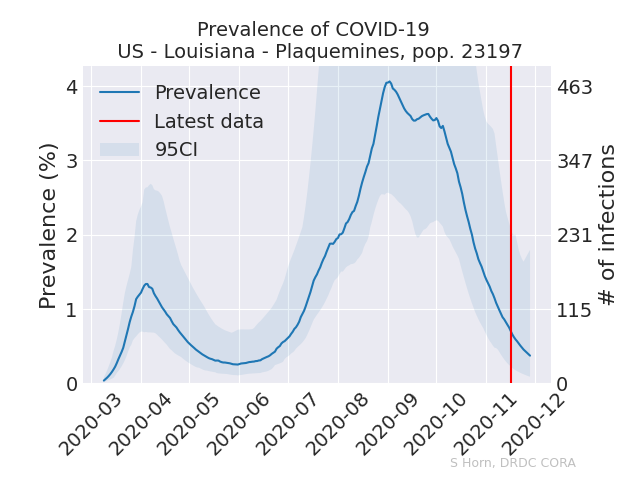 Prevalence of COVID-19
US - Louisiana - Plaquemines, pop. 23197
Prevalence (%)
4
3
2
1
0
Prevalence
Latest data
95CI
463
347
231
115
0
# of infections
2020-03
2020-04
2020-05
2020-06
2020-07
2020-08
2020-09
2020-10
2020-11
2020-12
S Horn, DRDC CORA